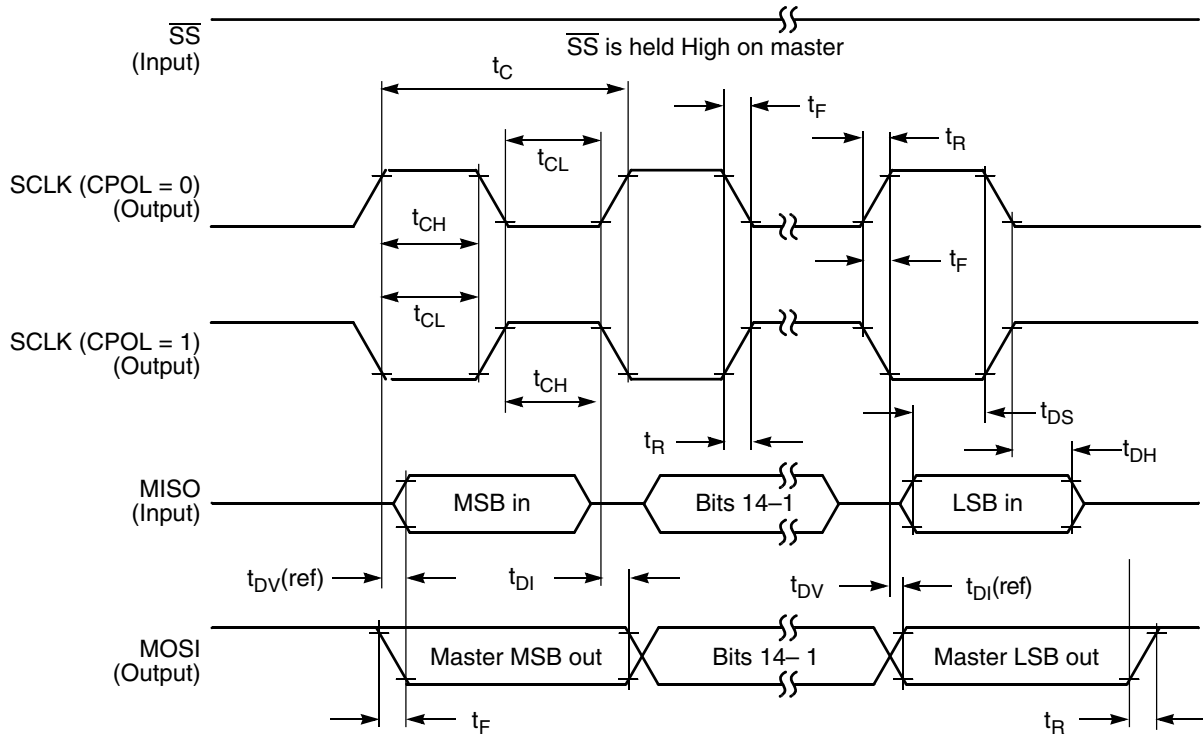 SS
(Input)
SS is held High on master
tC
tF
tR
tCL
SCLK (CPOL = 0)
(Output)
tCH
tF
tCL
SCLK (CPOL = 1)
(Output)
tCH
tDS
tR
tDH
MISO
(Input)
MSB in
Bits 14–1
LSB in
tDV(ref)
tDI
tDV
tDI(ref)
MOSI
(Output)
Master MSB out
Bits 14– 1
Master LSB out
tF
tR